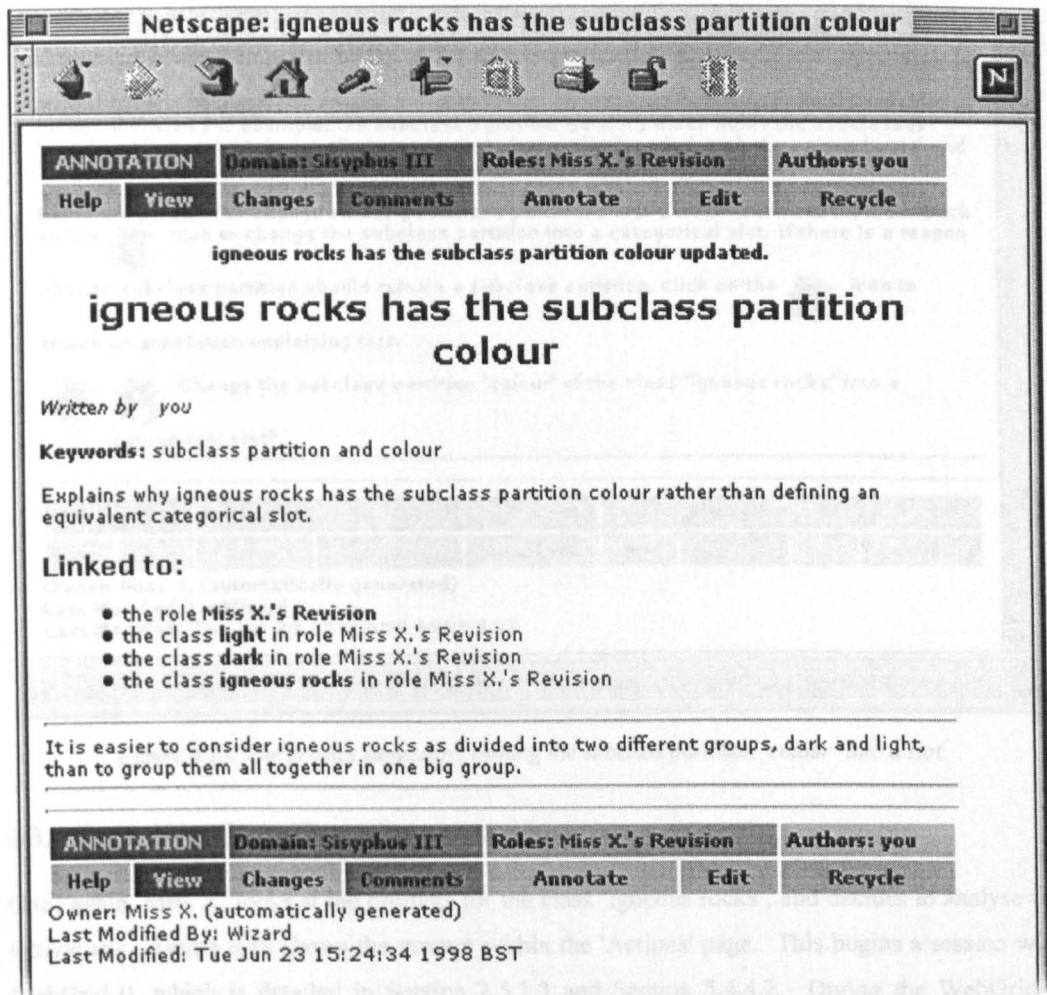 Netscape: igneous rocks has the subclass partition colour
N
ANNOTATION Domain: Sisyphus III Roles: Miss X.'s Revision Authors: you
Help View Changes Comments Annotate Edit Recycle
igneous rocks has the subclass partition colour updated.
igneous rocks has the subclass partition
colour
Written by you
Keywords: subclass partition and colour
Explains why igneous rocks has the subclass partition colour rather than defining an
equivalent categorical slot.
Linked to:
• the role Miss X.'s Revision
• the class light in role Miss X.'s Revision
• the class dark in role Miss X.'s Revision
• the class igneous rocks in role Miss X.'s Revision
It is easier to consider igneous rocks as divided into two different groups, dark and light,
than to group them all together in one big group.
ANNOTATION Domain: Sisyphus III Roles: Miss X.'s Revision Authors: you
Help View Changes Comments Annotate Edit Recycle
Owner: Miss X. (automatically generated)
Last Modified By: Wizard
Last Modified: Tue Jun 23 15:24:34 1998 BST